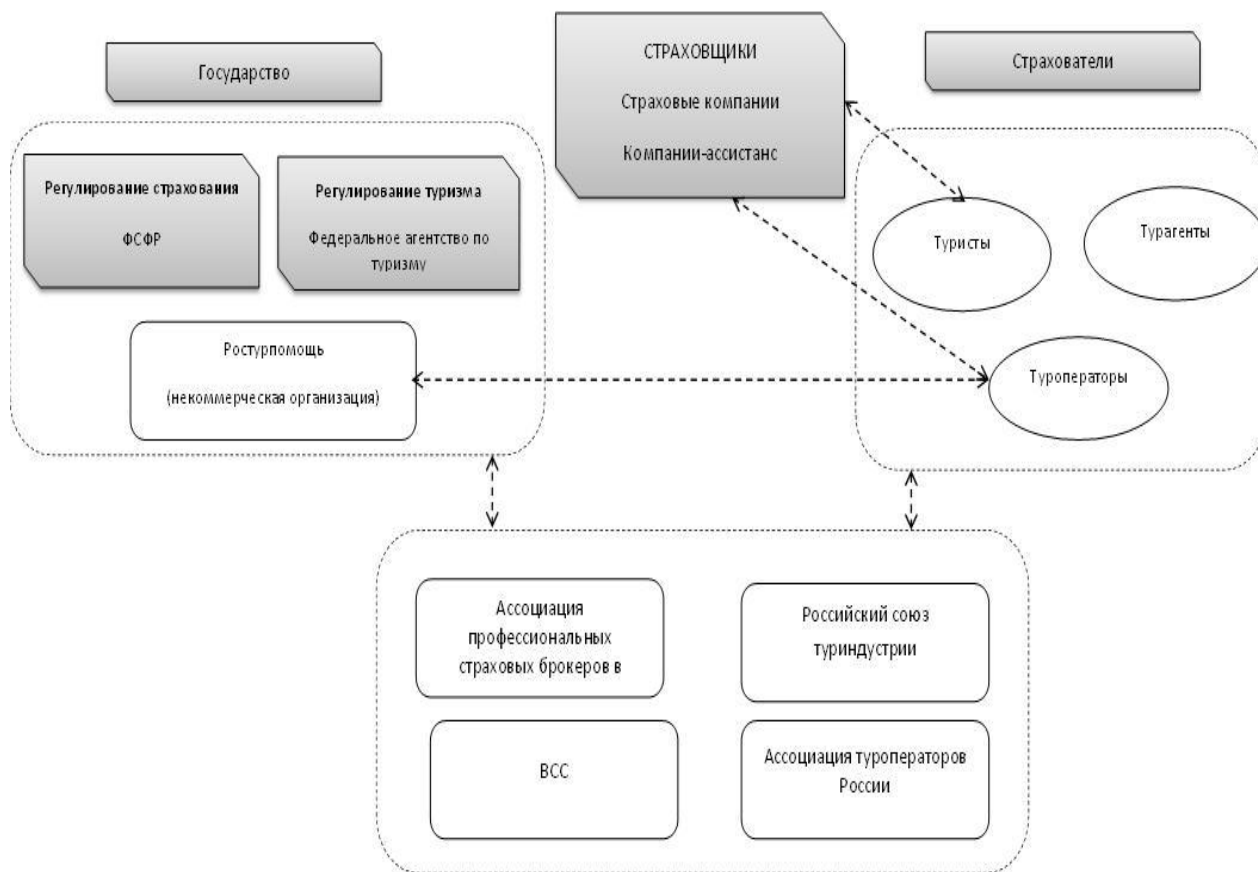 Государство
СТРАХОВЩИКИ
Страховые компании
Компании-ассистанс
Страхователи
Регулирование страхования
ФСФР
Регулирование туризма
Федеральное агентство по
туризму
Ростурпомощь
(некоммерческая организация)
Туристы
Турагенты
Туроператоры
Ассоциация
профессиональных
страховых брокеров в
Российский союз
туриндустрии
ВСС
Ассоциация туроператоров
России